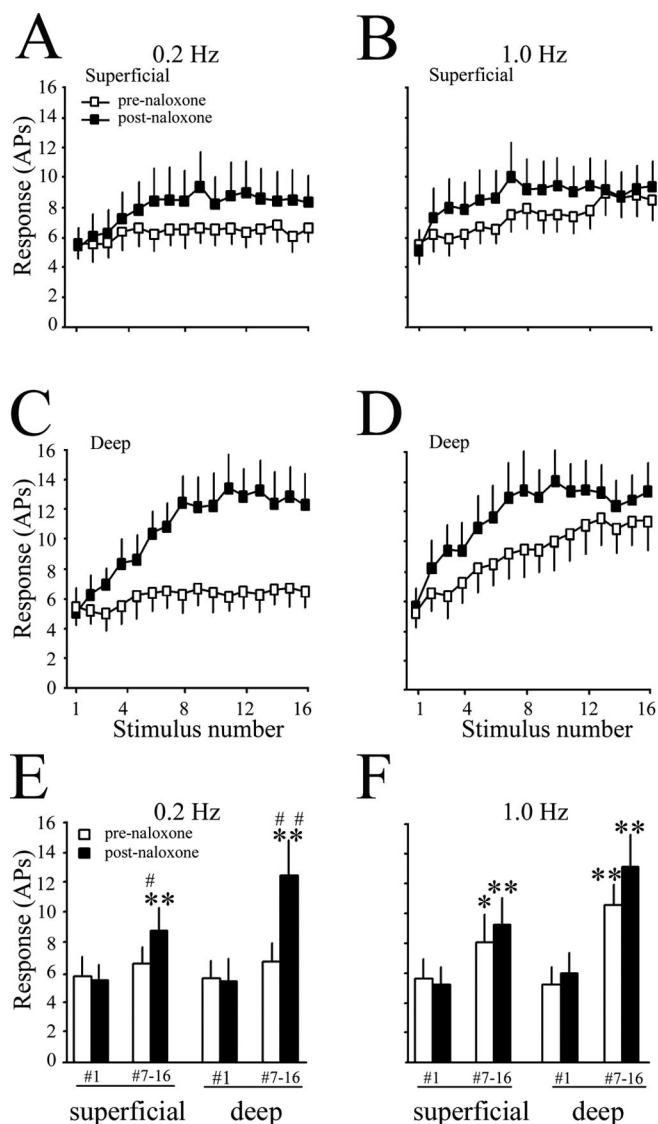 A
B
0.2 Hz
1.0 Hz
Superficial
Superficial
pre-naloxone
post-naloxone
16
14
12
10
8
6
4
2
0
Response (APs)
C
D
Deep
Deep
16
14
12
10
8
6
4
2
0
Response (APs)
1 4 8 12 16
1 4 8 12 16
Stimulus number
Stimulus number
E
F
0.2 Hz
1.0 Hz
pre-naloxone
post-naloxone
16
14
12
10
8
6
4
2
0
Response (APs)
#
**
# #
**
* **
** **
#1 #7-16 #1 #7-16
#1 #7-16 #1 #7-16
superficial deep
superficial deep